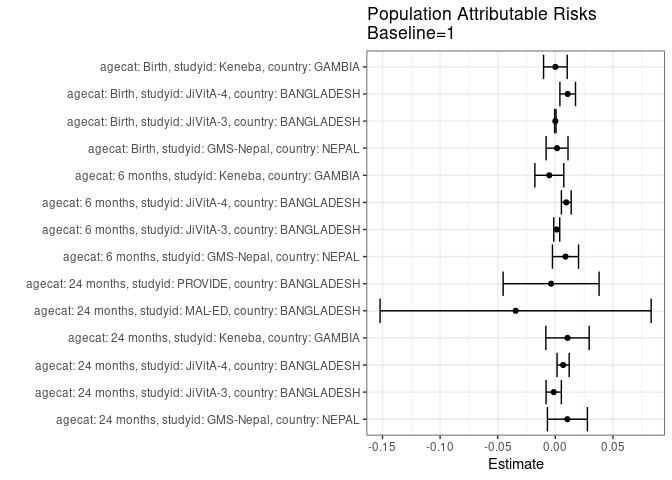 Population Attributable Risks
Baseline=1
agecat: Birth, studyid: Keneba, country: GAMBIA
agecat: Birth, studyid: JiVitA-4, country: BANGLADESH
agecat: Birth, studyid: JiVitA-3, country: BANGLADESH
agecat: Birth, studyid: GMS-Nepal, country: NEPAL
agecat: 6 months, studyid: Keneba, country: GAMBIA
agecat: 6 months, studyid: JiVitA-4, country: BANGLADESH
agecat: 6 months, studyid: JiVitA-3, country: BANGLADESH
agecat: 6 months, studyid: GMS-Nepal, country: NEPAL
agecat: 24 months, studyid: PROVIDE, country: BANGLADESH
agecat: 24 months, studyid: MAL-ED, country: BANGLADESH
agecat: 24 months, studyid: Keneba, country: GAMBIA
agecat: 24 months, studyid: JiVitA-4, country: BANGLADESH
agecat: 24 months, studyid: JiVitA-3, country: BANGLADESH
agecat: 24 months, studyid: GMS-Nepal, country: NEPAL
-0.15 -0.10 -0.05 0.00 0.05
Estimate